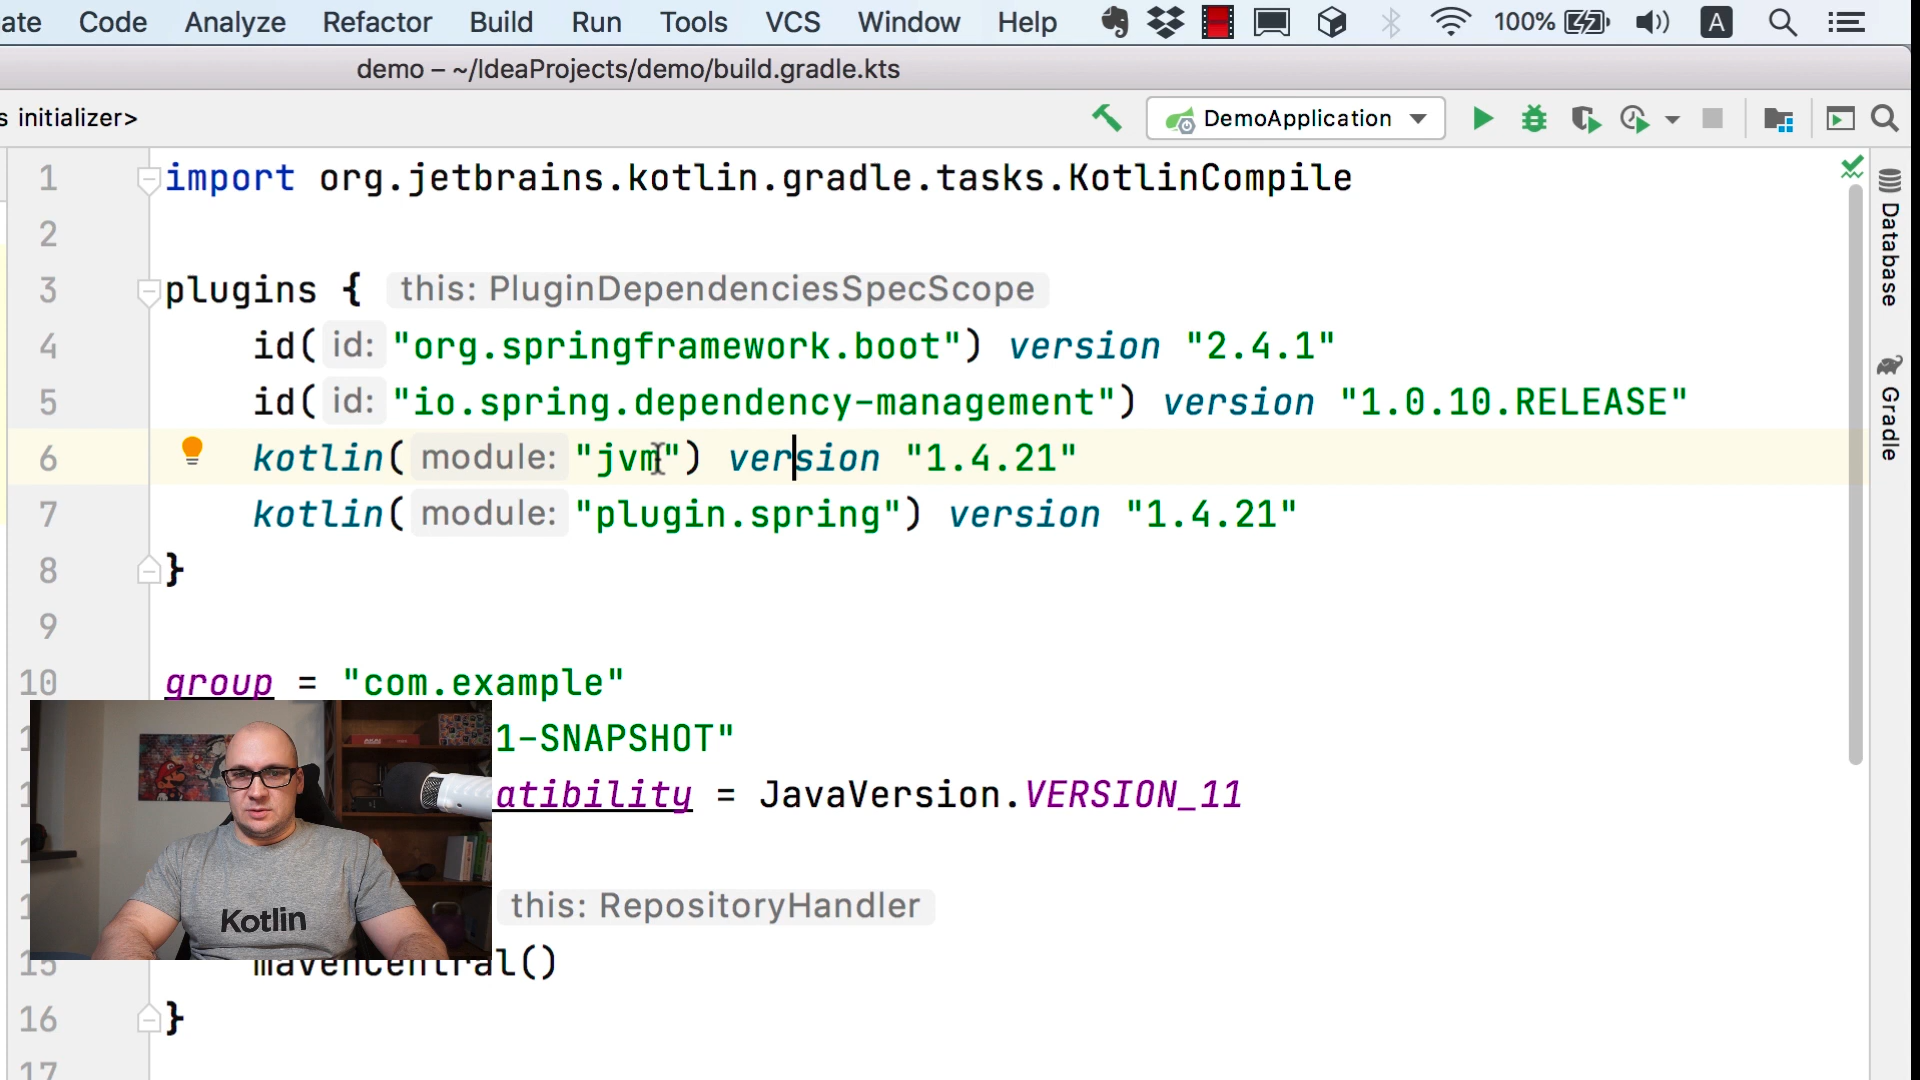 ate Code Analyze Refactor Build Run Tools VCS Window Help 100% A
demo – ~/IdeaProjects/demo/build.gradle.kts
s initializer> DemoApplication
1 import org.jetbrains.kotlin.gradle.tasks.KotlinCompile
2
3 plugins { this: PluginDependenciesSpecScope
4 id( id: "org.springframework.boot") version "2.4.1"
5 id( id: "io.spring.dependency-management") version "1.0.10.RELEASE"
6 kotlin( module: "jvm") version "1.4.21"
7 kotlin( module: "plugin.spring") version "1.4.21"
8 }
9
10 group = "com.example"
1-SNAPSHOT"
atibility = JavaVersion.VERSION_11
this: RepositoryHandler
15 mavenCentral()
16 }
17
Database
Gradle
Kotlin